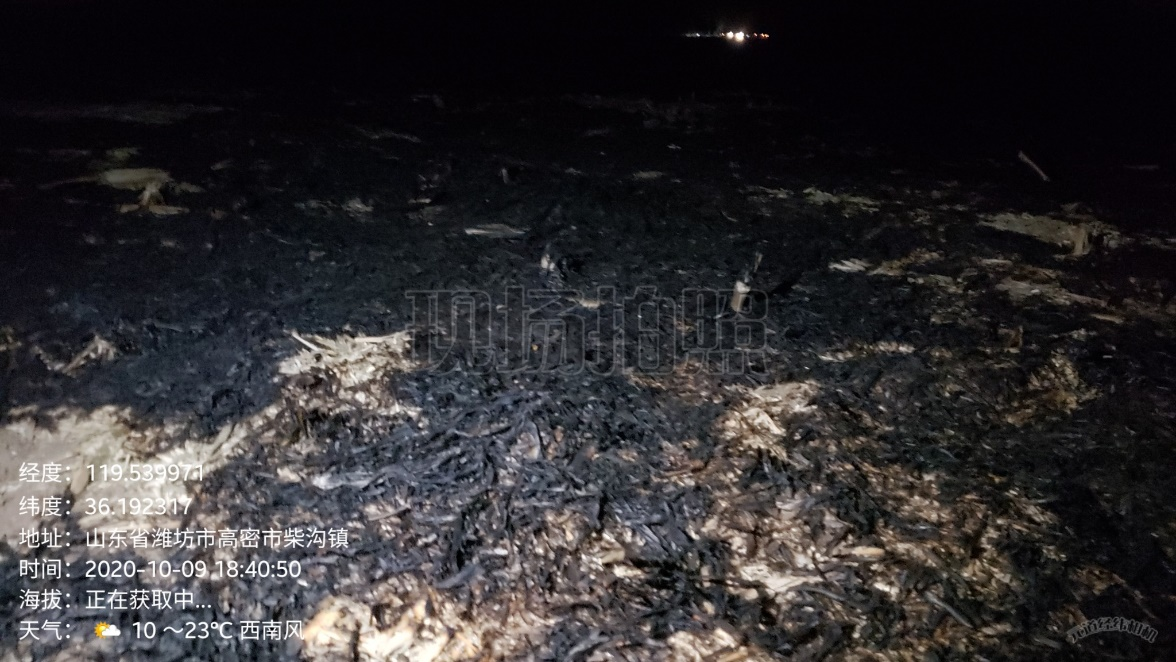 现场拍照
经度：119.539971
纬度：36.192317
地址：山东省潍坊市高密市柴沟镇
时间：2020-10-09 18:40:50
海拔：正在获取中...
天气： 10 ～23℃ 西南风